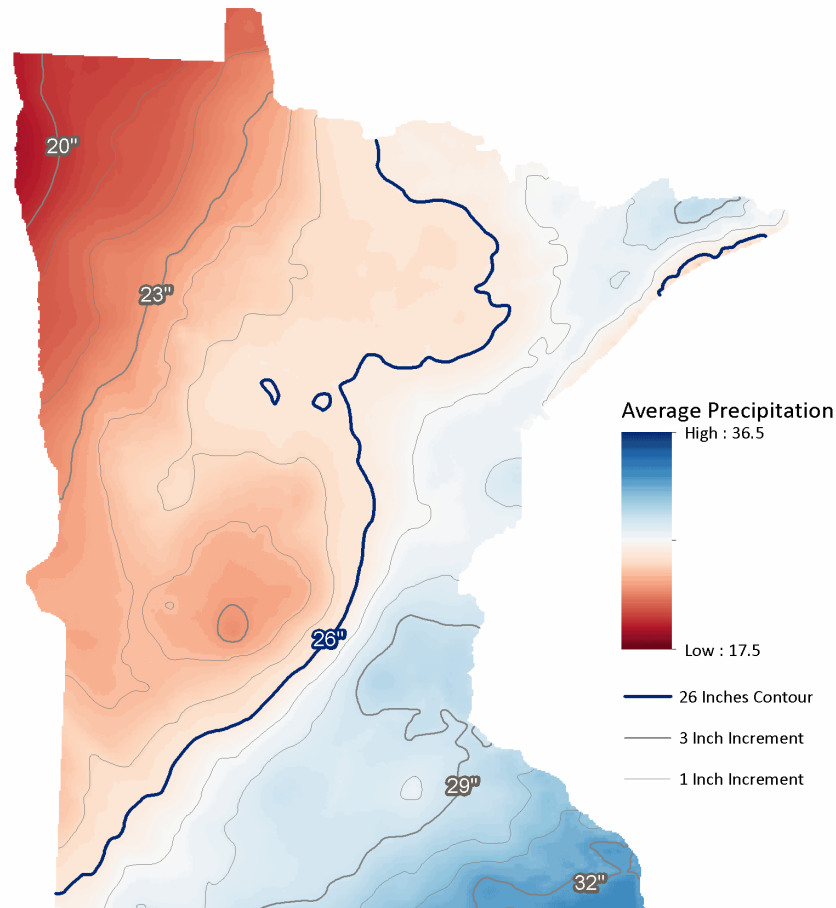 20"
23"
Average Precipitation
High : 36.5
26"
Low : 17.5
26 Inches Contour
3 Inch Increment
1 Inch Increment
29"
32"